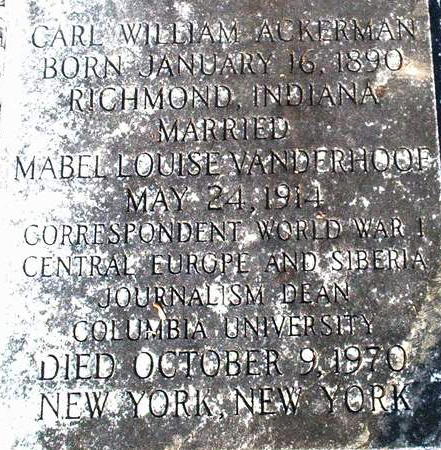 CARL WILLIAM ACKERMAN
BORN JANUARY 16, 1890
RICHMOND, INDIANA
MARRIED
MABEL LOUISE VANDERHOOF
MAY 24, 1914
CORRESPONDENT WORLD WAR I
CENTRAL EUROPE AND SIBERIA
JOURNALISM DEAN
COLUMBIA UNIVERSITY
DIED OCTOBER 9, 1970
NEW YORK, NEW YORK